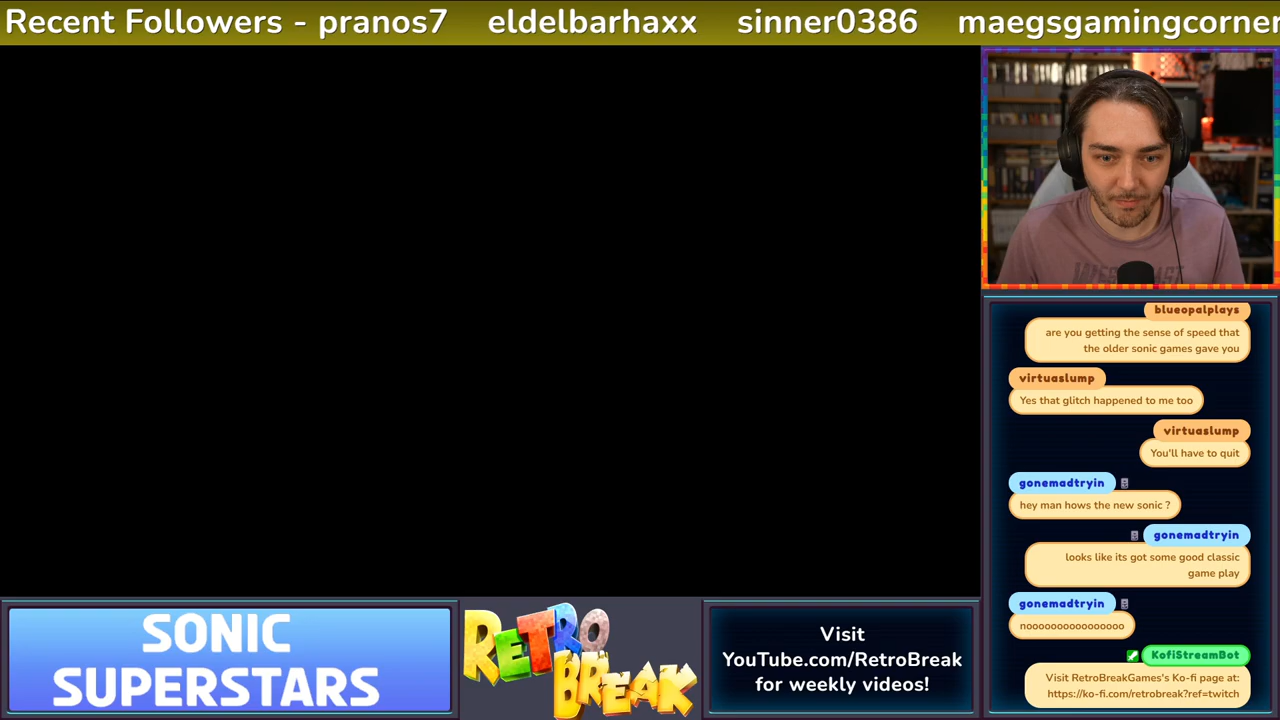 Recent Followers - pranos7 eldelbarhaxx sinner0386 maegsgamingcorner
blueopalplays
are you getting the sense of speed that
the older sonic games gave you
virtuaslump
Yes that glitch happened to me too
virtuaslump
You'll have to quit
gonemadtryin
hey man hows the new sonic ?
gonemadtryin
looks like its got some good classic
game play
gonemadtryin
noooooooooooooooo
KofiStreamBot
Visit RetroBreakGames's Ko-fi page at:
https://ko-fi.com/retrobreak?ref=twitch
SONIC
SUPERSTARS
RETRO
BREAK
Visit
YouTube.com/RetroBreak
for weekly videos!